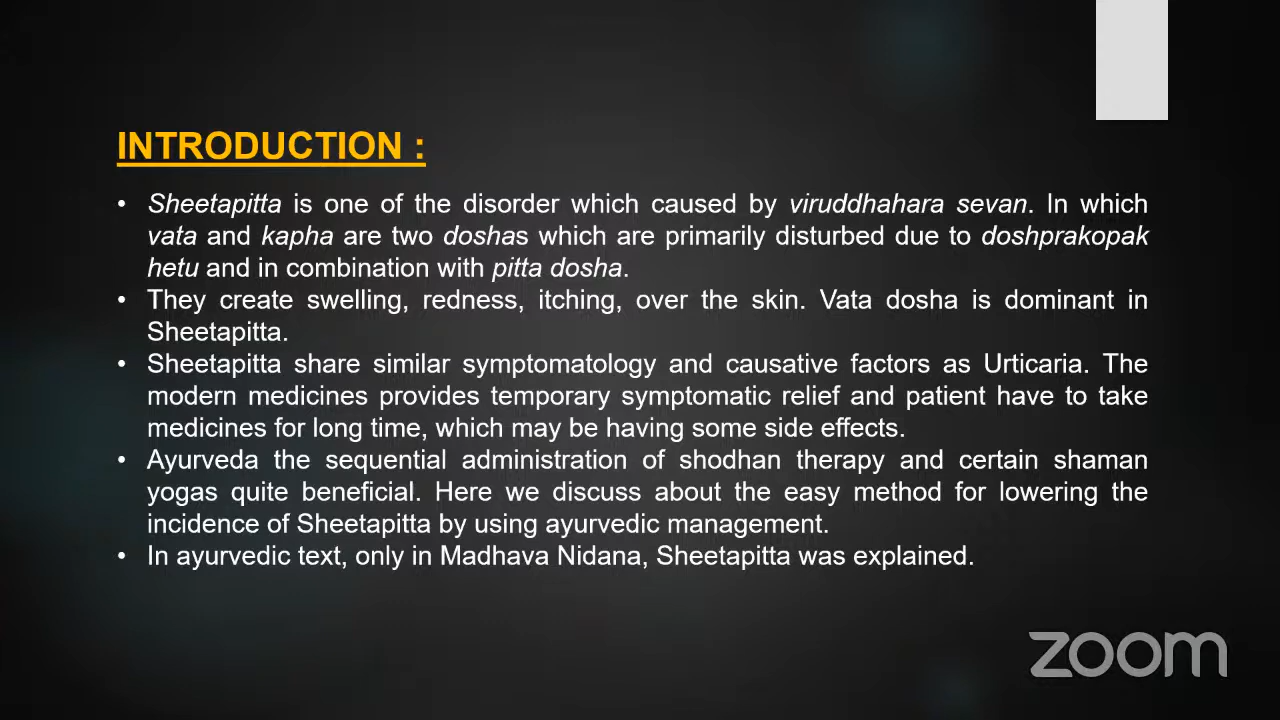 INTRODUCTION :
• Sheetapitta is one of the disorder which caused by viruddhahara sevan. In which
vata and kapha are two doshas which are primarily disturbed due to doshprakopak
hetu and in combination with pitta dosha.
• They create swelling, redness, itching, over the skin. Vata dosha is dominant in
Sheetapitta.
• Sheetapitta share similar symptomatology and causative factors as Urticaria. The
modern medicines provides temporary symptomatic relief and patient have to take
medicines for long time, which may be having some side effects.
• Ayurveda the sequential administration of shodhan therapy and certain shaman
yogas quite beneficial. Here we discuss about the easy method for lowering the
incidence of Sheetapitta by using ayurvedic management.
• In ayurvedic text, only in Madhava Nidana, Sheetapitta was explained.
zoom